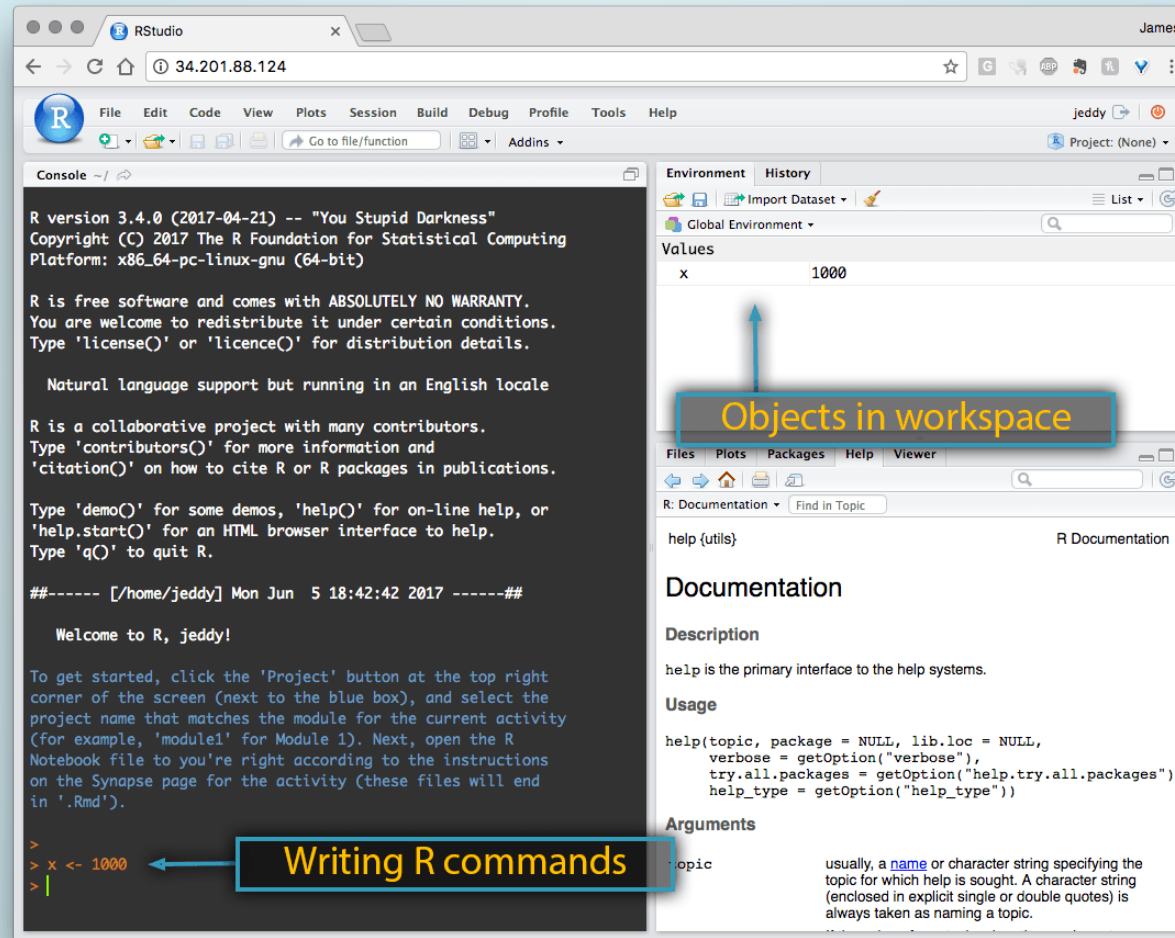 RStudio
James
34.201.88.124
G
ABP
R
File Edit Code View Plots Session Build Debug Profile Tools Help
jeddy
Go to file/function
Addins
Project: (None)
Console ~/
R version 3.4.0 (2017-04-21) -- "You Stupid Darkness"
Copyright (C) 2017 The R Foundation for Statistical Computing
Platform: x86_64-pc-linux-gnu (64-bit)
R is free software and comes with ABSOLUTELY NO WARRANTY.
You are welcome to redistribute it under certain conditions.
Type 'license()' or 'licence()' for distribution details.
Natural language support but running in an English locale
R is a collaborative project with many contributors.
Type 'contributors()' for more information and
'citation()' on how to cite R or R packages in publications.
Type 'demo()' for some demos, 'help()' for on-line help, or
'help.start()' for an HTML browser interface to help.
Type 'q()' to quit R.
##------ [/home/jeddy] Mon Jun  5 18:42:42 2017 ------##
Welcome to R, jeddy!
To get started, click the 'Project' button at the top right
corner of the screen (next to the blue box), and select the
project name that matches the module for the current activity
(for example, 'module1' for Module 1). Next, open the R
Notebook file to you're right according to the instructions
on the Synapse page for the activity (these files will end
in '.Rmd').
>
> x <- 1000
>
Writing R commands
Environment History
Import Dataset
List
Global Environment
Values
x 1000
Objects in workspace
Files Plots Packages Help Viewer
R: Documentation Find in Topic
help {utils} R Documentation
Documentation
Description
help is the primary interface to the help systems.
Usage
help(topic, package = NULL, lib.loc = NULL,
verbose = getOption("verbose"),
try.all.packages = getOption("help.try.all.packages")
help_type = getOption("help_type"))
Arguments
opic usually, a name or character string specifying the
topic for which help is sought. A character string
(enclosed in explicit single or double quotes) is
always taken as naming a topic.